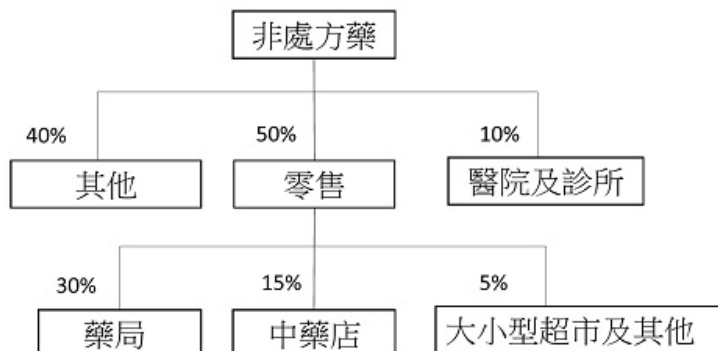 非處方藥
40%
50%
10%
其他
零售
醫院及診所
30%
15%
5%
藥局
中藥店
大小型超市及其他